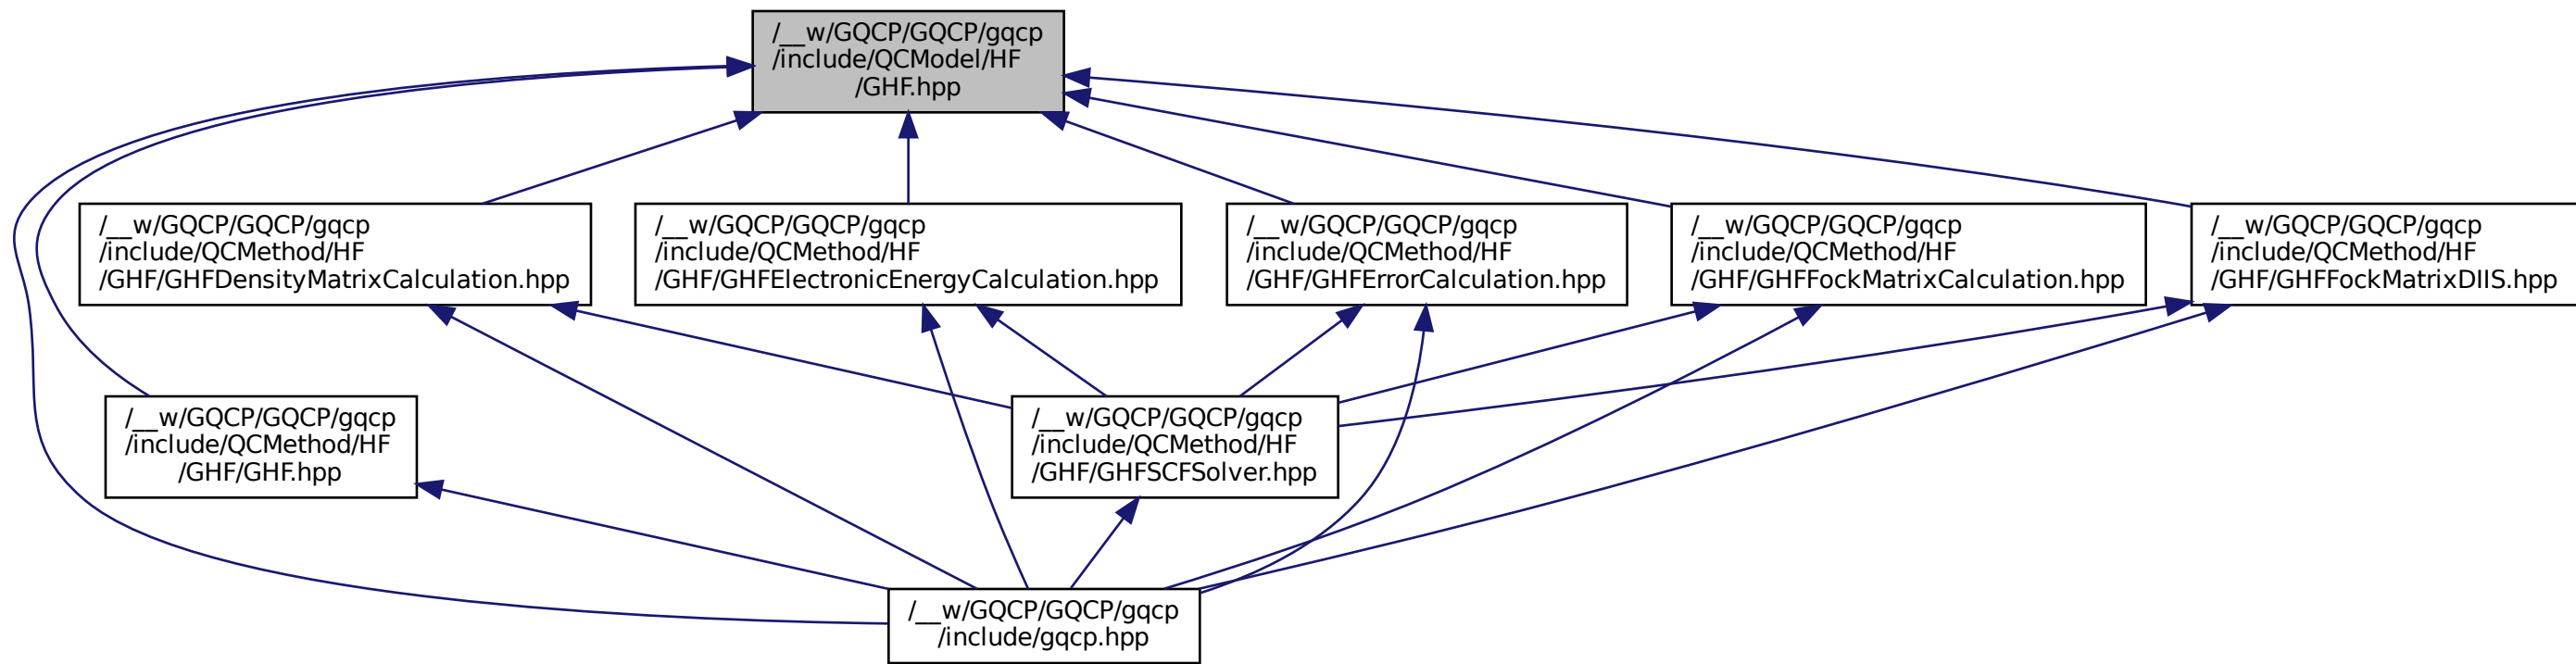 /__w/GQCP/GQCP/gqcp
/include/QCModel/HF
/GHF.hpp
/__w/GQCP/GQCP/gqcp
/include/QCMethod/HF
/GHF/GHFDensityMatrixCalculation.hpp
/__w/GQCP/GQCP/gqcp
/include/QCMethod/HF
/GHF/GHFElectronicEnergyCalculation.hpp
/__w/GQCP/GQCP/gqcp
/include/QCMethod/HF
/GHF/GHFErrorCalculation.hpp
/__w/GQCP/GQCP/gqcp
/include/QCMethod/HF
/GHF/GHFFockMatrixCalculation.hpp
/__w/GQCP/GQCP/gqcp
/include/QCMethod/HF
/GHF/GHFFockMatrixDIIS.hpp
/__w/GQCP/GQCP/gqcp
/include/QCMethod/HF
/GHF/GHF.hpp
/__w/GQCP/GQCP/gqcp
/include/QCMethod/HF
/GHF/GHFSCFSolver.hpp
/__w/GQCP/GQCP/gqcp
/include/gqcp.hpp